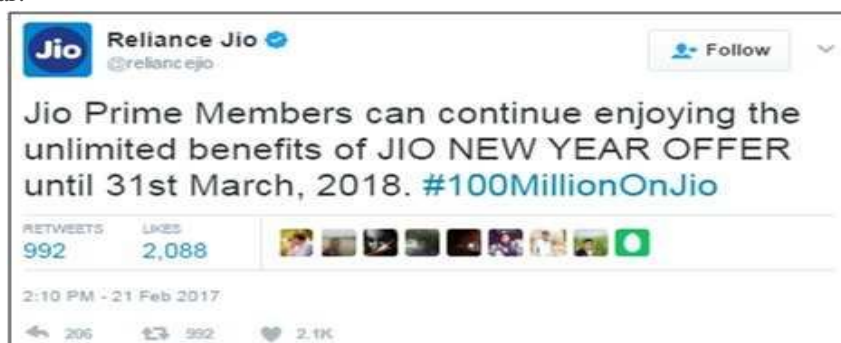 Jio
Reliance Jio
@reliancejio
Follow
Jio Prime Members can continue enjoying the
unlimited benefits of JIO NEW YEAR OFFER
until 31st March, 2018. #100MillionOnJio
RETWEETS LIKES
992 2,088
2:10 PM - 21 Feb 2017
206 992 2.1K